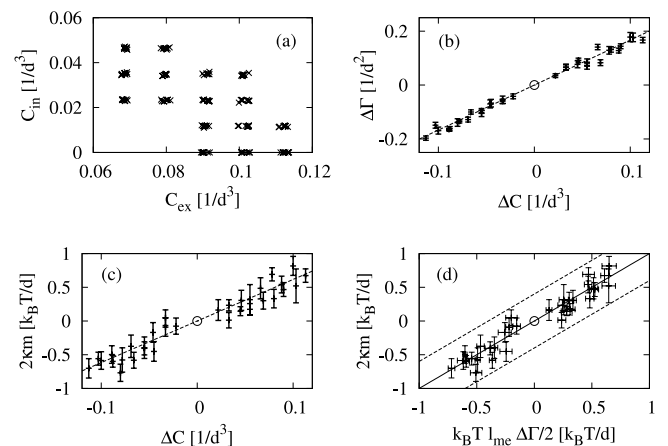 0.06
0.04
0.02
0
0.06
0.08
0.1
0.12
C_in [1/d^3]
C_ex [1/d^3]
(a)
0.2
0
-0.2
-0.1
0
0.1
ΔΓ [1/d^2]
ΔC [1/d^3]
(b)
1
0.5
0
-0.5
-1
-0.1
0
0.1
2κm [k_BT/d]
ΔC [1/d^3]
(c)
1
0.5
0
-0.5
-1
-1
-0.5
0
0.5
1
2κm [k_BT/d]
k_BT l_me ΔΓ/2 [k_BT/d]
(d)